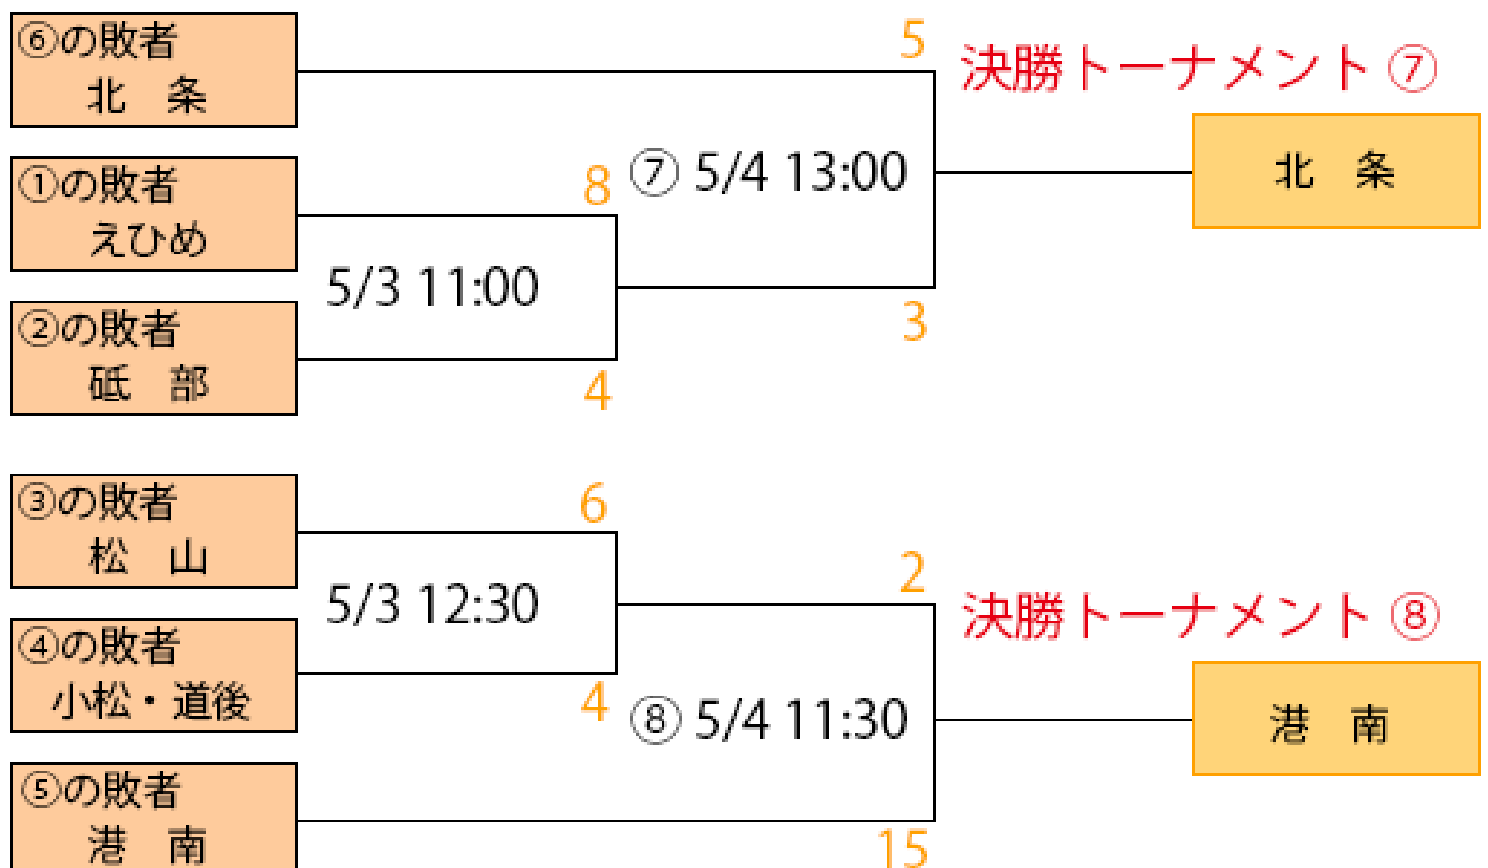 ⑥の敗者
北　条
5
決勝トーナメント ⑦
北　条
①の敗者
えひめ
8
⑦ 5/4 13:00
5/3 11:00
②の敗者
砥　部
4
3
③の敗者
松　山
6
5/3 12:30
2
決勝トーナメント ⑧
④の敗者
小松・道後
4
⑧ 5/4 11:30
港　南
⑤の敗者
港　南
15